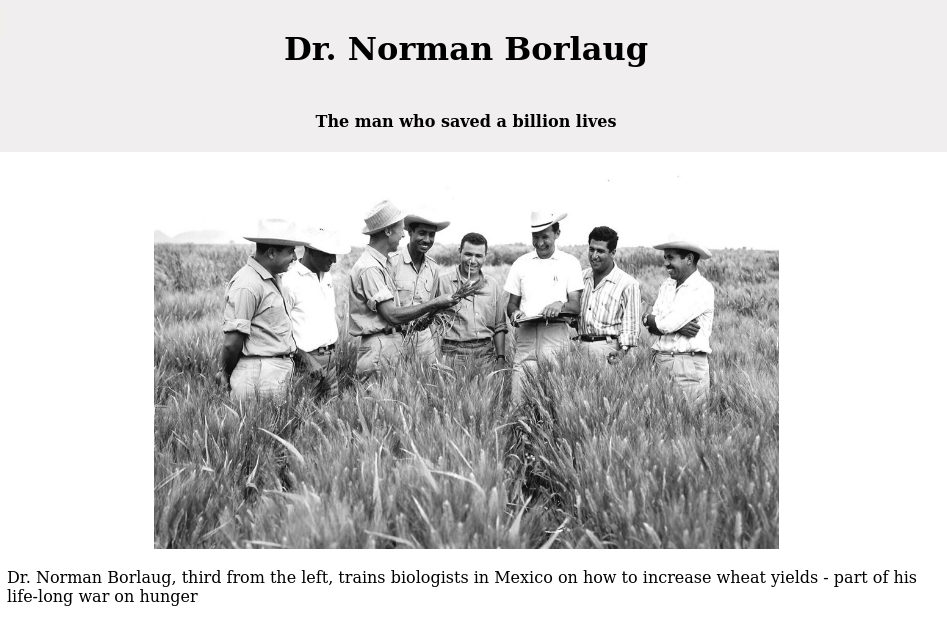 Dr. Norman Borlaug
The man who saved a billion lives
Dr. Norman Borlaug, third from the left, trains biologists in Mexico on how to increase wheat yields - part of his
life-long war on hunger